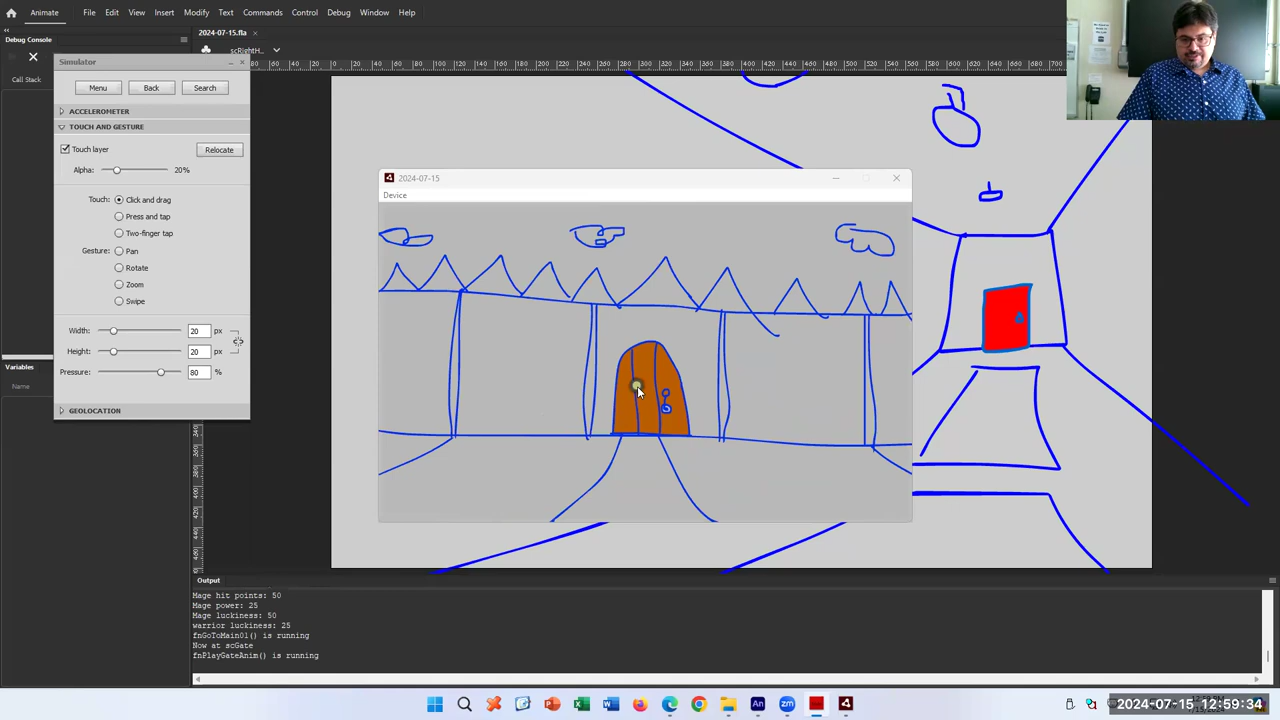 Animate File Edit View Insert Modify Text Commands Control Debug Window Help
Debug Console
2024-07-15.fla
scRightH...
Call Stack
Variables
Name
Simulator
Menu Back Search
ACCELEROMETER
TOUCH AND GESTURE
Touch layer Relocate
Alpha: 20%
Touch: Click and drag
Press and tap
Two-finger tap
Gesture: Pan
Rotate
Zoom
Swipe
Width: 20 px
Height: 20 px
Pressure: 80 %
GEOLOCATION
2024-07-15
Device
Output
Mage hit points: 50
Mage power: 25
Mage luckiness: 50
warrior luckiness: 25
fnGoToMain01() is running
Now at scGate
fnPlayGateAnim() is running
2024-07-15 12:59:34